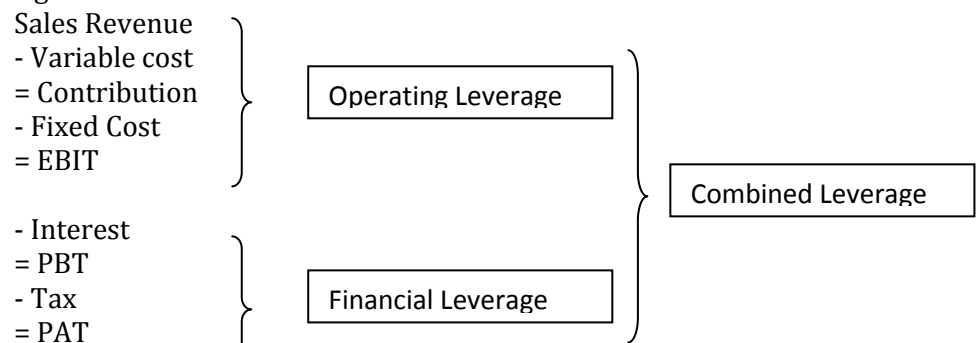 Sales Revenue
- Variable cost
= Contribution
- Fixed Cost
= EBIT
Operating Leverage
Combined Leverage
- Interest
= PBT
- Tax
= PAT
Financial Leverage